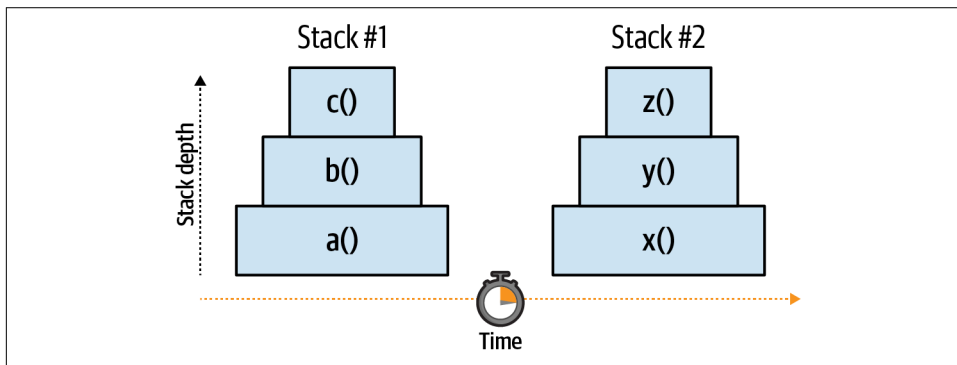 Stack #1
Stack #2
c()
z()
b()
y()
a()
x()
Stack depth
Time